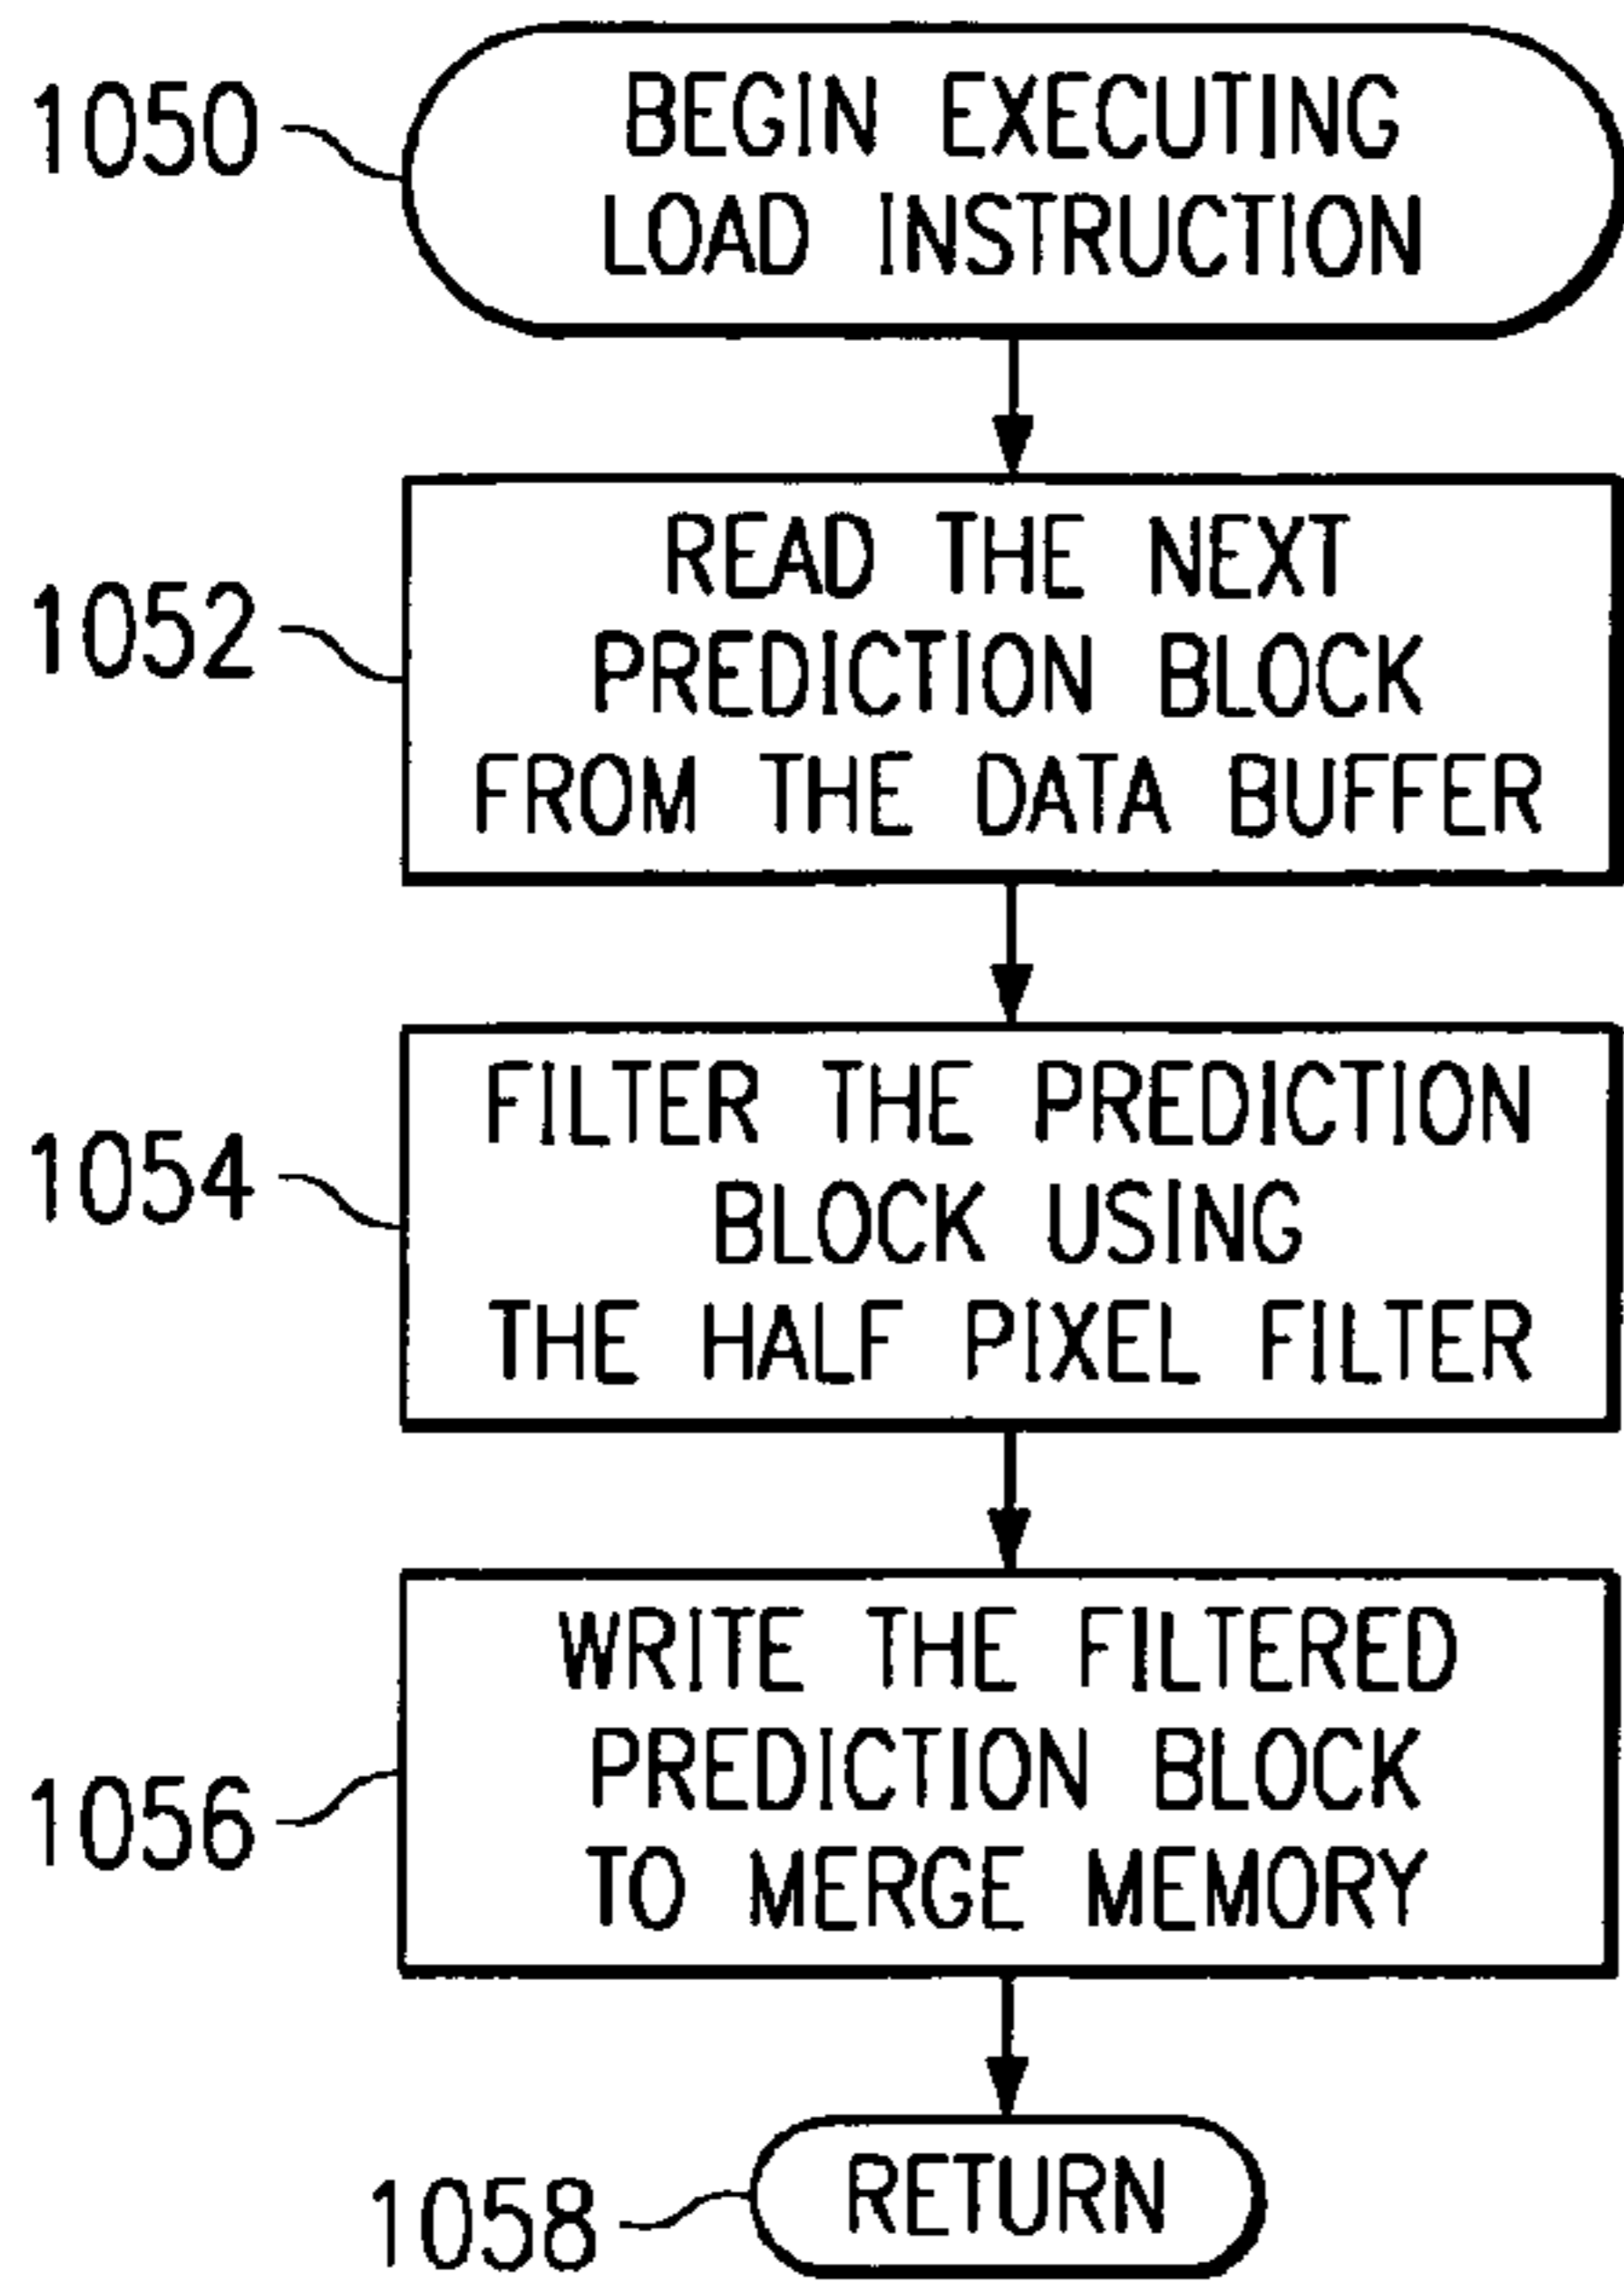 1050
BEGIN EXECUTING
LOAD INSTRUCTION
1052
READ THE NEXT
PREDICTION BLOCK
FROM THE DATA BUFFER
1054
FILTER THE PREDICTION
BLOCK USING
THE HALF PIXEL FILTER
1056
WRITE THE FILTERED
PREDICTION BLOCK
TO MERGE MEMORY
1058
RETURN